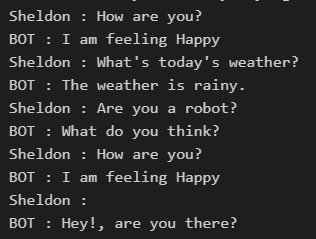 Sheldon : How are you?
BOT : I am feeling Happy
Sheldon : What's today's weather?
BOT : The weather is rainy.
Sheldon : Are you a robot?
BOT : What do you think?
Sheldon : How are you?
BOT : I am feeling Happy
Sheldon :
BOT : Hey!, are you there?